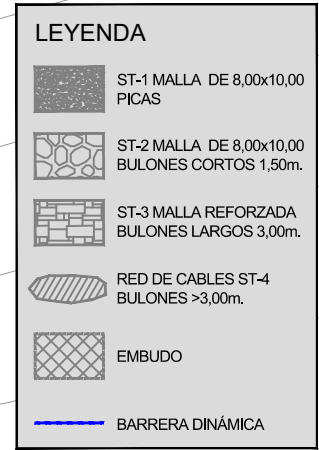 LEYENDA
ST-1 MALLA DE 8,00x10,00
PICAS
ST-2 MALLA DE 8,00x10,00
BULONES CORTOS 1,50m.
ST-3 MALLA REFORZADA
BULONES LARGOS 3,00m.
RED DE CABLES ST-4
BULONES >3,00m.
EMBUDO
BARRERA DINÁMICA